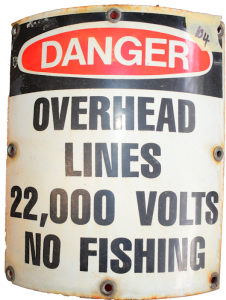 DANGER
OVERHEAD
LINES
22,000 VOLTS
NO FISHING